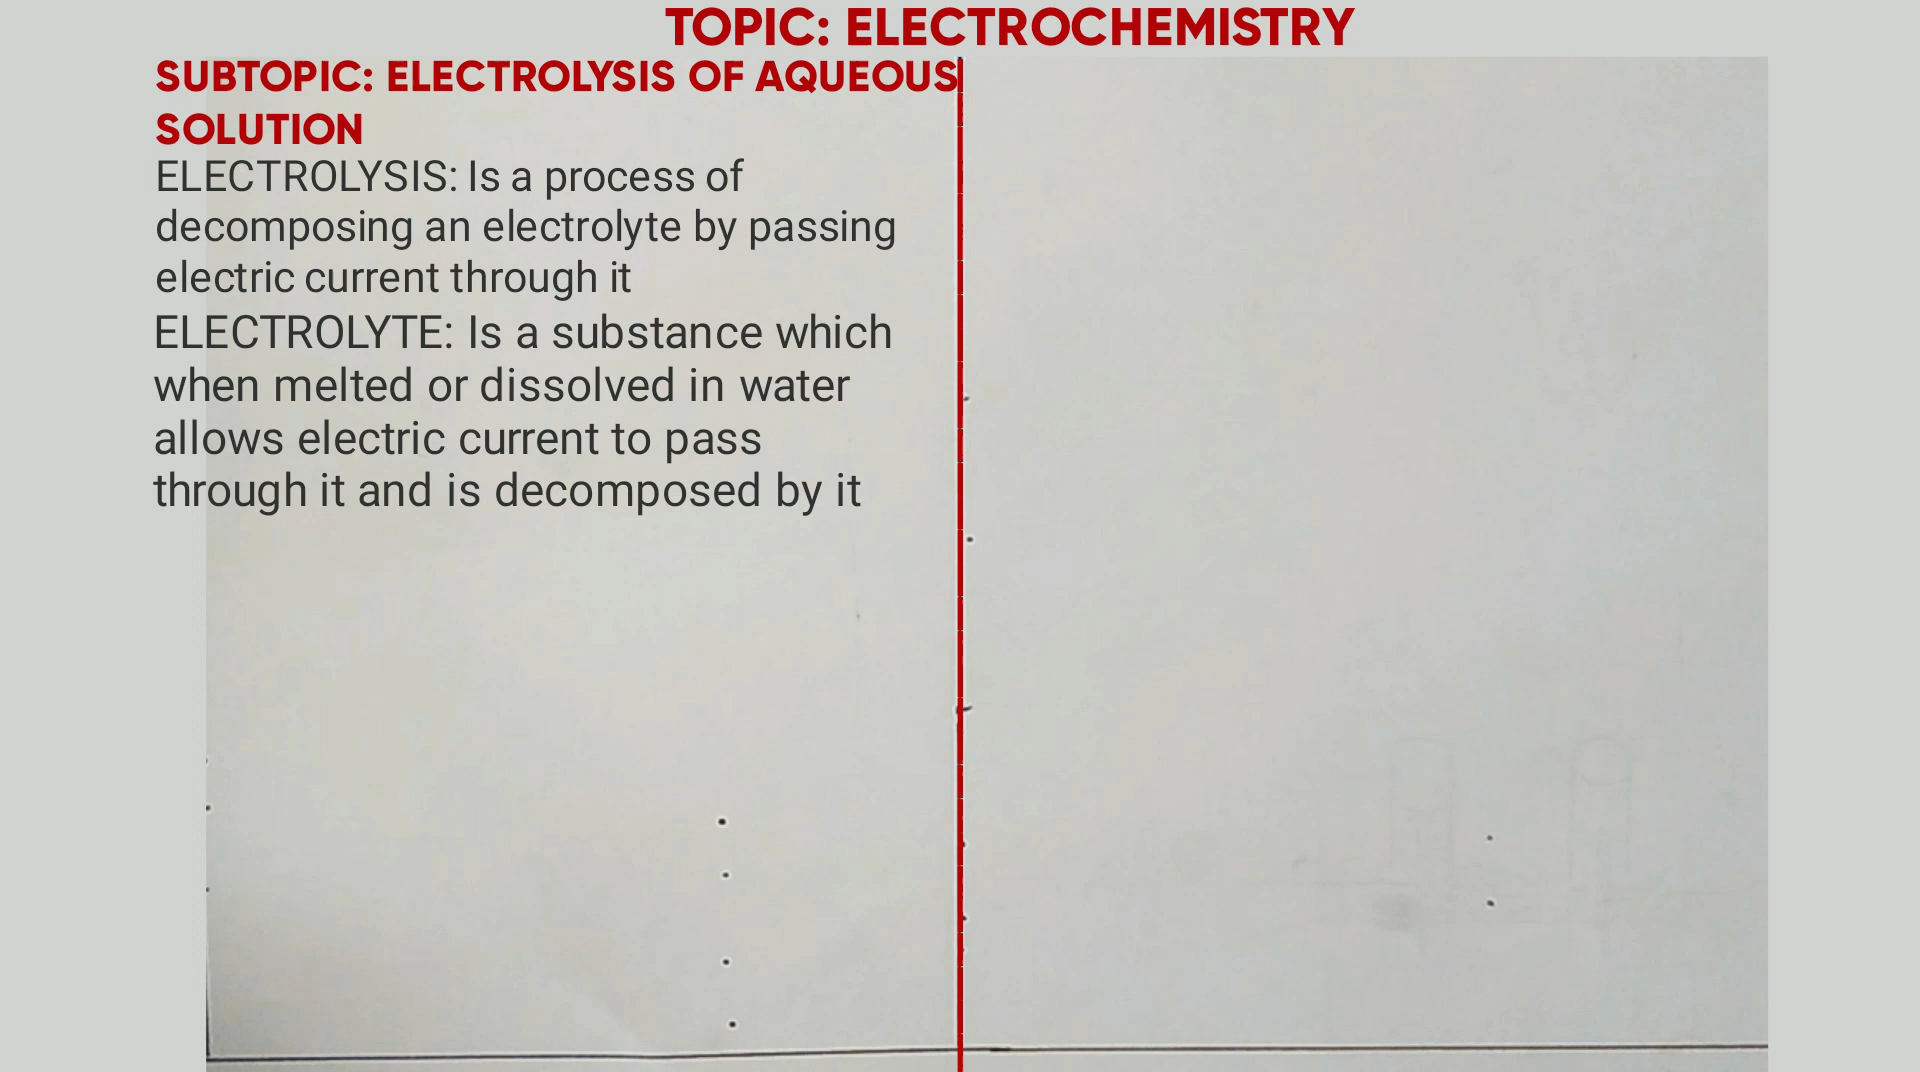 TOPIC: ELECTROCHEMISTRY
SUBTOPIC: ELECTROLYSIS OF AQUEOUS
SOLUTION
ELECTROLYSIS: Is a process of
decomposing an electrolyte by passing
electric current through it
ELECTROLYTE: Is a substance which
when melted or dissolved in water
allows electric current to pass
through it and is decomposed by it